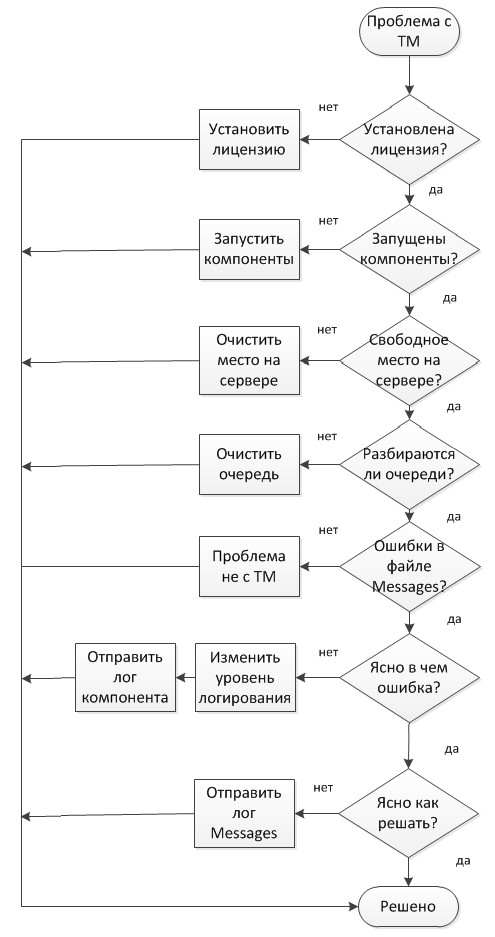 Проблема с
ТМ
нет
Установить
лицензию
Установлена
лицензия?
да
нет
Запустить
компоненты
Запущены
компоненты?
да
нет
Очистить
место на
сервере
Свободное
место на
сервере?
да
нет
Очистить
очередь
Разбираются
ли очереди?
да
нет
Проблема
не с ТМ
Ошибки в
файле
Messages?
да
нет
Отправить
лог
компонента
Изменить
уровень
логирования
Ясно в чем
ошибка?
да
нет
Отправить
лог
Messages
Ясно как
решать?
да
Решено